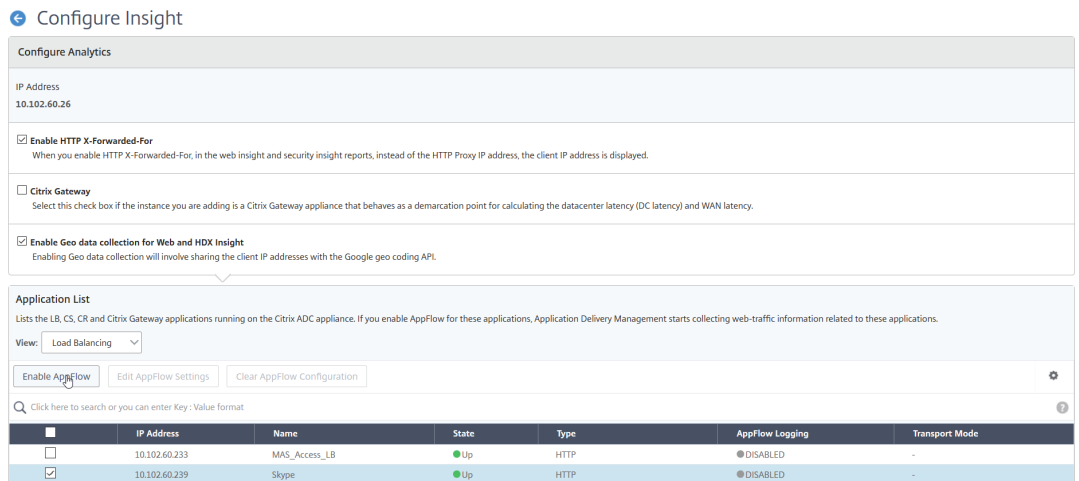 Configure Insight
Configure Analytics
IP Address
10.102.60.26
Enable HTTP X-Forwarded-For
When you enable HTTP X-Forwarded-For, in the web insight and security insight reports, instead of the HTTP Proxy IP address, the client IP address is displayed.
Citrix Gateway
Select this check box if the instance you are adding is a Citrix Gateway appliance that behaves as a demarcation point for calculating the datacenter latency (DC latency) and WAN latency.
Enable Geo data collection for Web and HDX Insight
Enabling Geo data collection will involve sharing the client IP addresses with the Google geo coding API.
Application List
Lists the LB, CS, CR and Citrix Gateway applications running on the Citrix ADC appliance. If you enable AppFlow for these applications, Application Delivery Management starts collecting web-traffic information related to these applications.
View: Load Balancing
Enable AppFlow Edit AppFlow Settings Clear AppFlow Configuration
Click here to search or you can enter Key : Value format ?
IP Address Name State Type AppFlow Logging Transport Mode
10.102.60.233 MAS_Access_LB Up HTTP DISABLED -
10.102.60.239 Skype Up HTTP DISABLED -